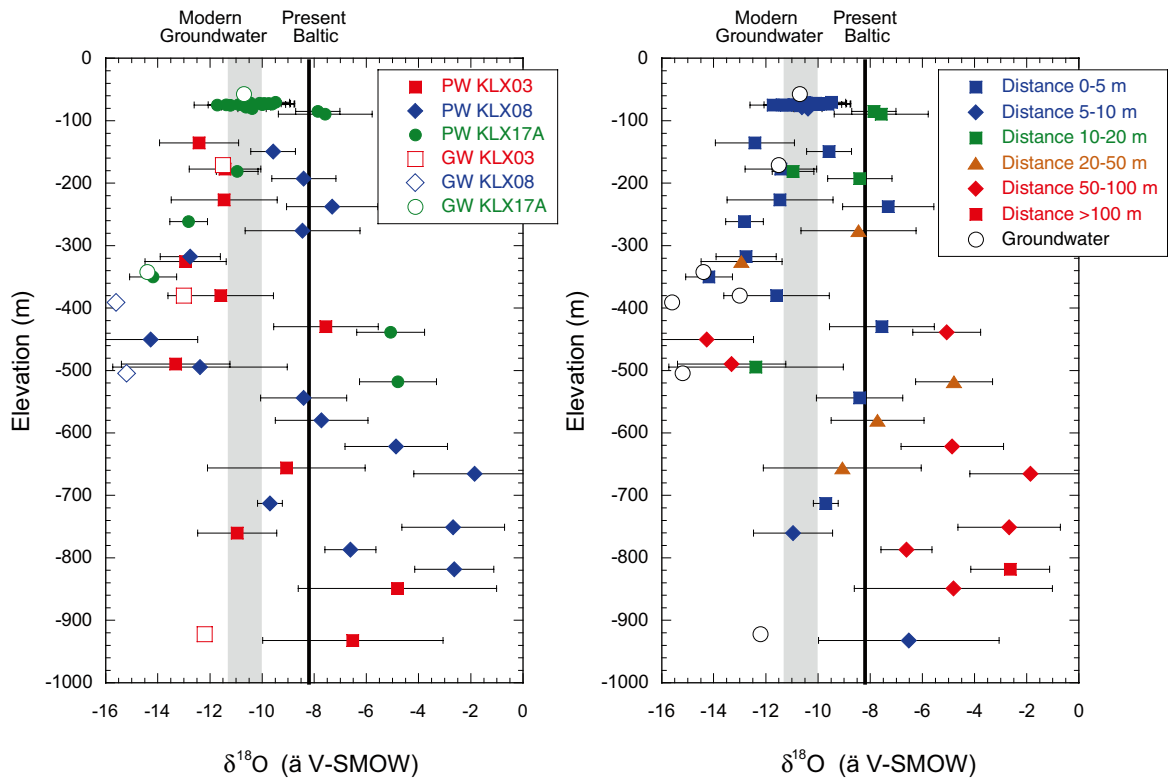 Modern
Groundwater
Present
Baltic
0
-100
-200
-300
-400
-500
-600
-700
-800
-900
-1000
Elevation (m)
-16 -14 -12 -10 -8 -6 -4 -2 0
δ18O (ä V-SMOW)
PW KLX03
PW KLX08
PW KLX17A
GW KLX03
GW KLX08
GW KLX17A
Modern
Groundwater
Present
Baltic
0
-100
-200
-300
-400
-500
-600
-700
-800
-900
-1000
Elevation (m)
-16 -14 -12 -10 -8 -6 -4 -2 0
δ18O (ä V-SMOW)
Distance 0-5 m
Distance 5-10 m
Distance 10-20 m
Distance 20-50 m
Distance 50-100 m
Distance >100 m
Groundwater